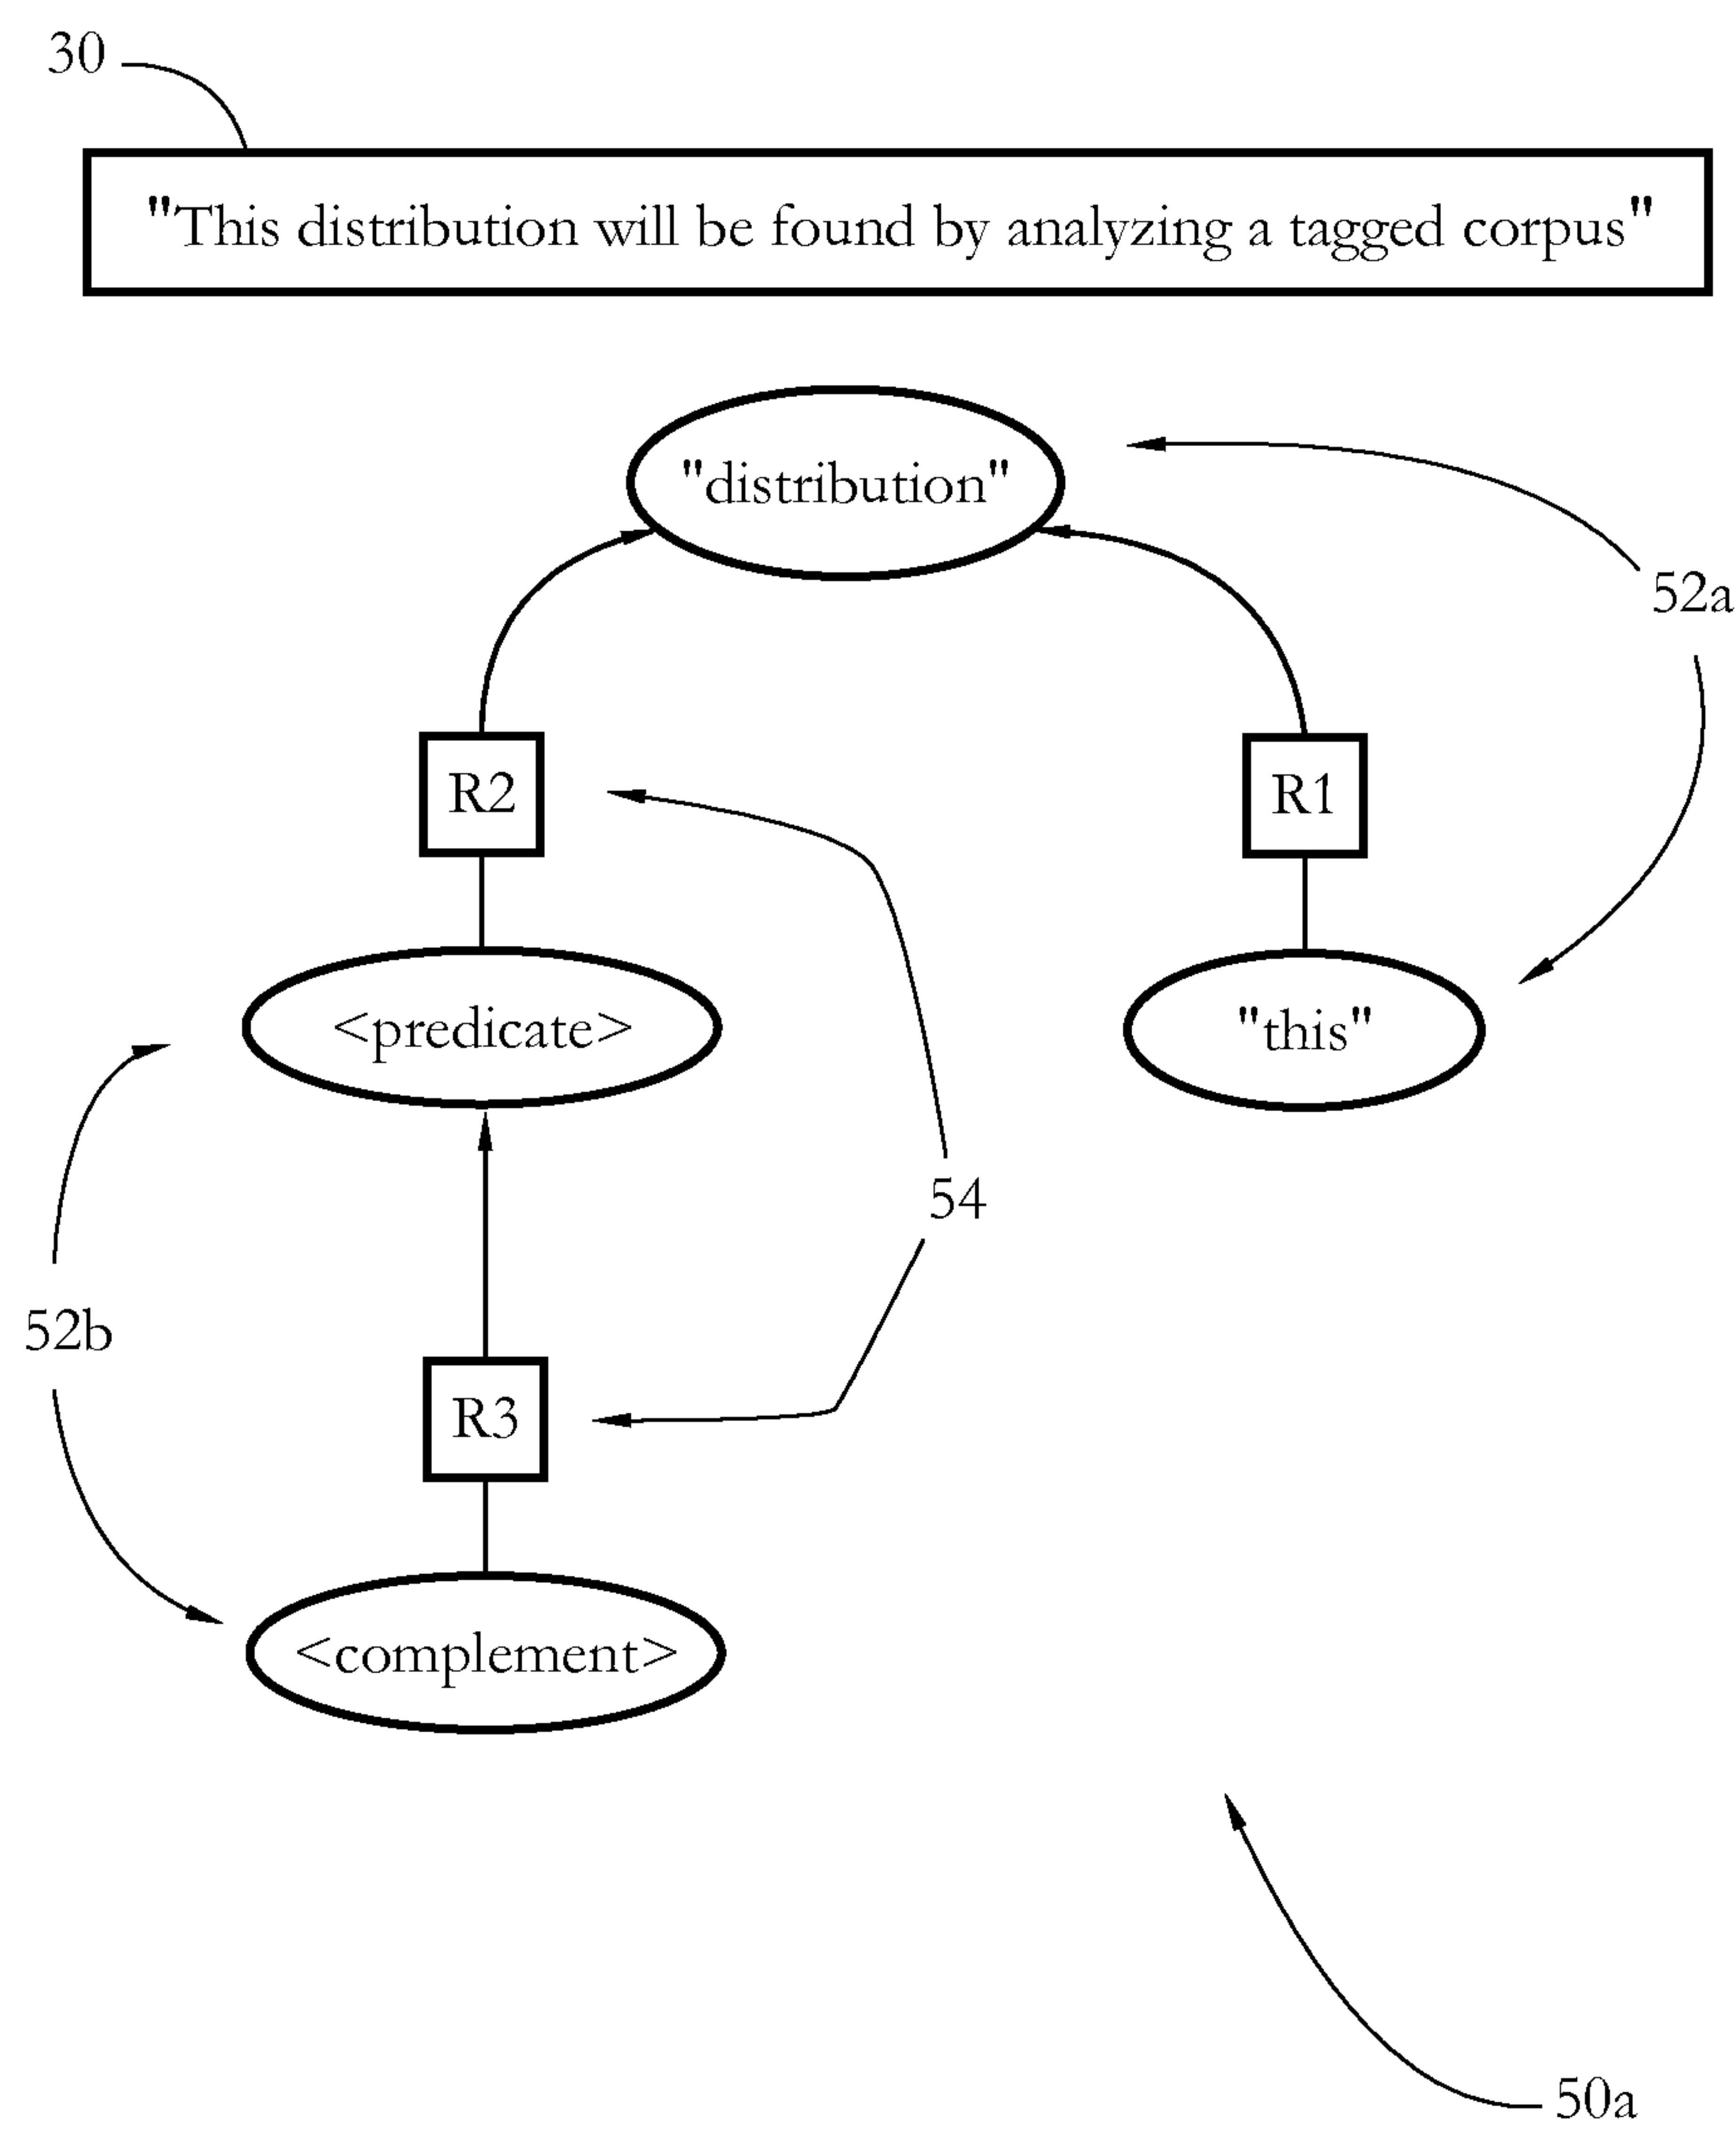 30
"This distribution will be found by analyzing a tagged corpus"
"distribution"
52a
R2
R1
<predicate>
"this"
54
52b
R3
<complement>
50a